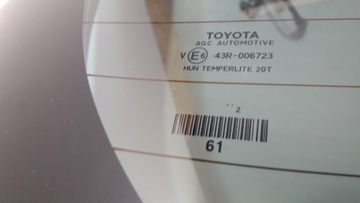 TOYOTA
AGC AUTOMOTIVE
V E6 43R-006723
HUN TEMPERLITE 20T
'' 2
61